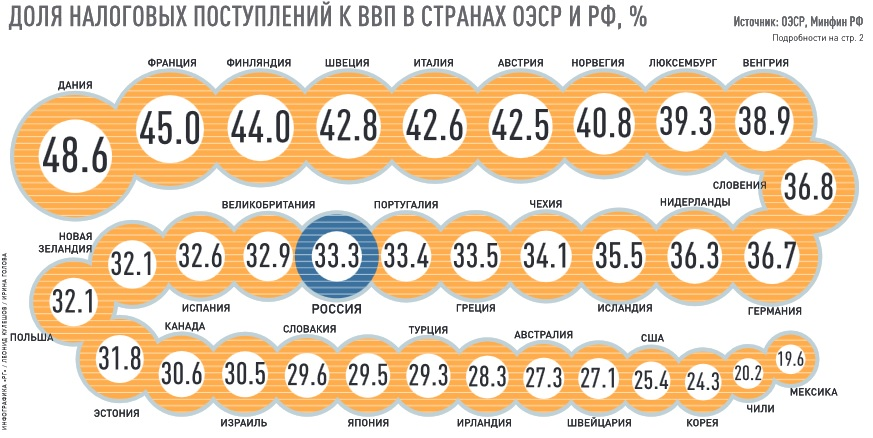 ДОЛЯ НАЛОГОВЫХ ПОСТУПЛЕНИЙ К ВВП В СТРАНАХ ОЭСР И РФ, %
Источник: ОЭСР, Минфин РФ
Подробности на стр. 2
ДАНИЯ
48.6
ФРАНЦИЯ
45.0
ФИНЛЯНДИЯ
44.0
ШВЕЦИЯ
42.8
ИТАЛИЯ
42.6
АВСТРИЯ
42.5
НОРВЕГИЯ
40.8
ЛЮКСЕМБУРГ
39.3
ВЕНГРИЯ
38.9
СЛОВЕНИЯ
36.8
ГЕРМАНИЯ
36.7
НИДЕРЛАНДЫ
36.3
ИСЛАНДИЯ
35.5
ЧЕХИЯ
34.1
ГРЕЦИЯ
33.5
ПОРТУГАЛИЯ
33.4
РОССИЯ
33.3
ВЕЛИКОБРИТАНИЯ
32.9
ИСПАНИЯ
32.6
НОВАЯ
ЗЕЛАНДИЯ
32.1
ПОЛЬША
32.1
ЭСТОНИЯ
31.8
КАНАДА
30.6
ИЗРАИЛЬ
30.5
СЛОВАКИЯ
29.6
ЯПОНИЯ
29.5
ТУРЦИЯ
29.3
ИРЛАНДИЯ
28.3
АВСТРАЛИЯ
27.3
ШВЕЙЦАРИЯ
27.1
США
25.4
КОРЕЯ
24.3
ЧИЛИ
20.2
МЕКСИКА
19.6
ИНФОГРАФИКА «РГ» / ЛЕОНИД КУЛЕШОВ / ИРИНА ГОЛОВА